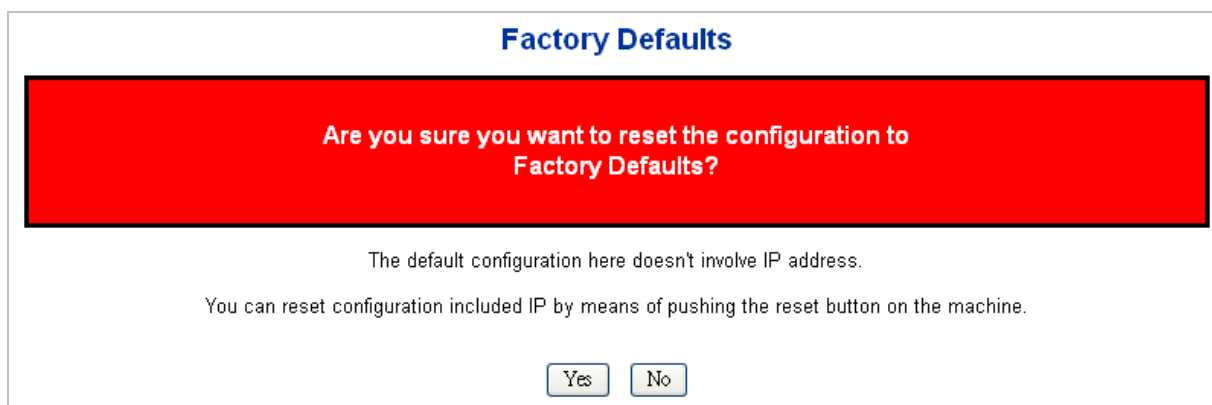 Factory Defaults
Are you sure you want to reset the configuration to
Factory Defaults?
The default configuration here doesn't involve IP address.
You can reset configuration included IP by means of pushing the reset button on the machine.
Yes No